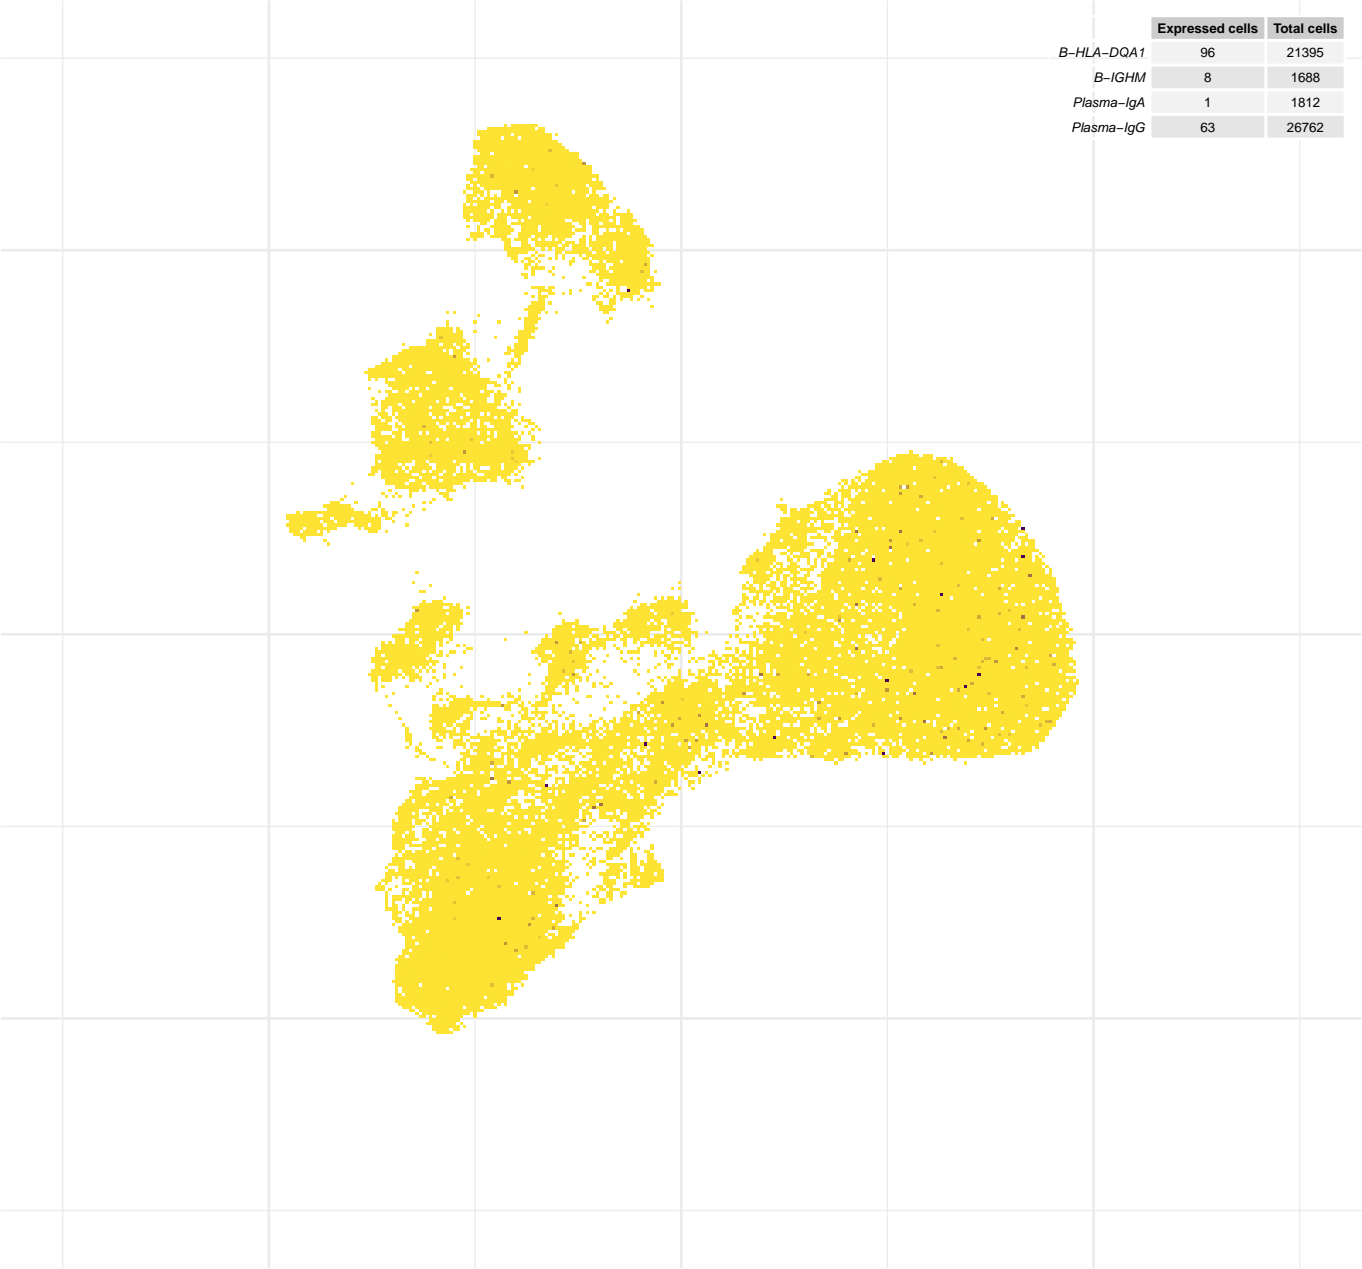 Expressed cells Total cells
B−HLA−DQA1 96 21395
B−IGHM 8 1688
Plasma−IgA 1 1812
Plasma−IgG 63 26762